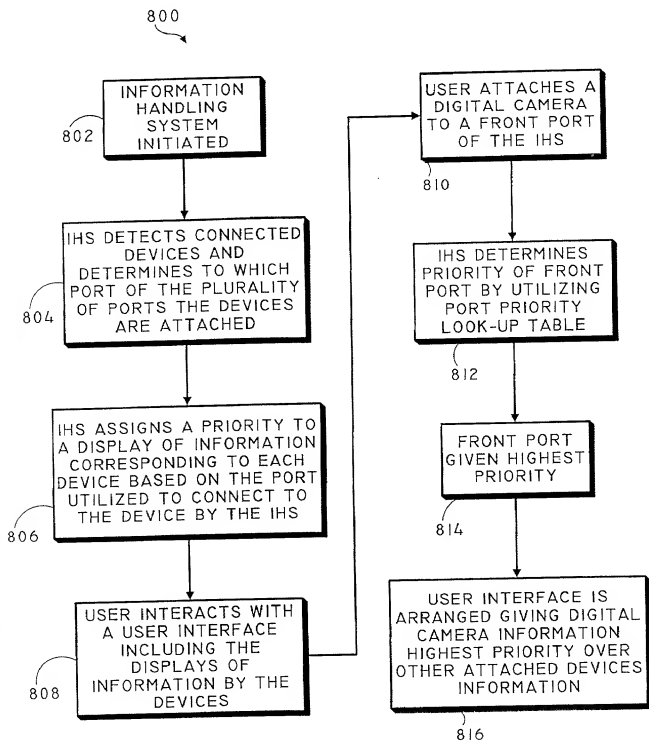 800
INFORMATION
HANDLING
SYSTEM
INITIATED
802
IHS DETECTS CONNECTED
DEVICES AND
DETERMINES TO WHICH
PORT OF THE PLURALITY
OF PORTS THE DEVICES
ARE ATTACHED
804
IHS ASSIGNS A PRIORITY TO
A DISPLAY OF INFORMATION
CORRESPONDING TO EACH
DEVICE BASED ON THE PORT
UTILIZED TO CONNECT TO
THE DEVICE BY THE IHS
806
USER INTERACTS WITH
A USER INTERFACE
INCLUDING THE
DISPLAYS OF
INFORMATION BY THE
DEVICES
808
USER ATTACHES A
DIGITAL CAMERA
TO A FRONT PORT
OF THE IHS
810
IHS DETERMINES
PRIORITY OF FRONT
PORT BY UTILIZING
PORT PRIORITY
LOOK-UP TABLE
812
FRONT PORT
GIVEN HIGHEST
PRIORITY
814
USER INTERFACE IS
ARRANGED GIVING DIGITAL
CAMERA INFORMATION
HIGHEST PRIORITY OVER
OTHER ATTACHED DEVICES
INFORMATION
816